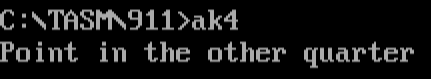 C:\TASM\911>ak4
Point in the other quarter